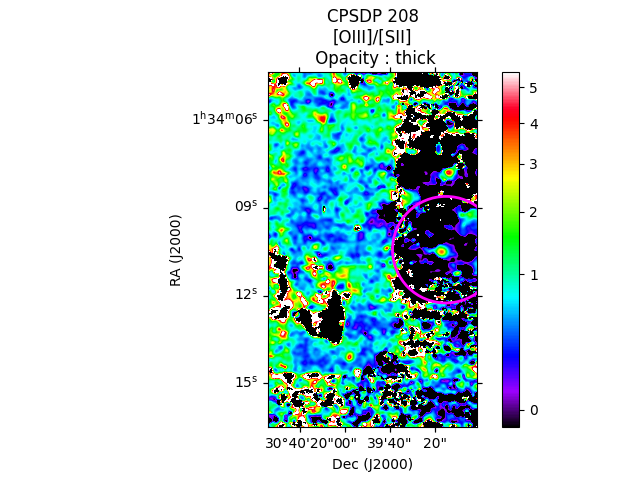 CPSDP 208
[OIII]/[SII]
Opacity : thick
1h34m06s
09s
12s
15s
RA (J2000)
30°40'20"00" 39'40" 20"
Dec (J2000)
5
4
3
2
1
0